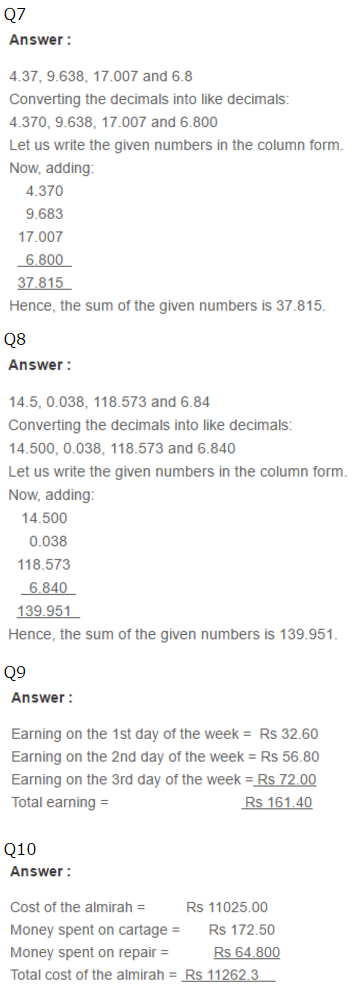 Q7
Answer :
4.37, 9.638, 17.007 and 6.8
Converting the decimals into like decimals:
4.370, 9.638, 17.007 and 6.800
Let us write the given numbers in the column form.
Now, adding:
4.370
9.683
17.007
6.800
37.815
Hence, the sum of the given numbers is 37.815.
Q8
Answer :
14.5, 0.038, 118.573 and 6.84
Converting the decimals into like decimals:
14.500, 0.038, 118.573 and 6.840
Let us write the given numbers in the column form.
Now, adding:
14.500
0.038
118.573
6.840
139.951
Hence, the sum of the given numbers is 139.951.
Q9
Answer :
Earning on the 1st day of the week = Rs 32.60
Earning on the 2nd day of the week = Rs 56.80
Earning on the 3rd day of the week = Rs 72.00
Total earning = Rs 161.40
Q10
Answer :
Cost of the almirah = Rs 11025.00
Money spent on cartage = Rs 172.50
Money spent on repair = Rs 64.800
Total cost of the almirah = Rs 11262.3